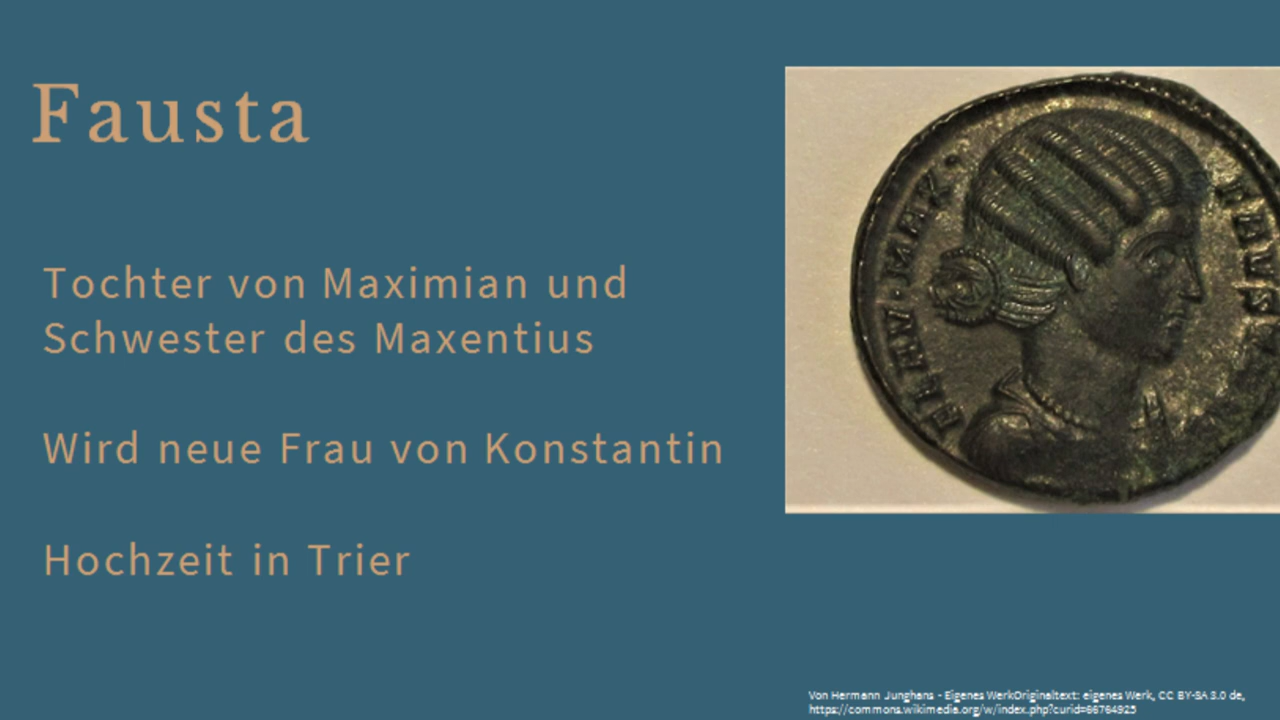 Fausta
Tochter von Maximian und
Schwester des Maxentius
Wird neue Frau von Konstantin
Hochzeit in Trier
FLAV·MAX·
FAVST
Von Hermann Junghans - Eigenes WerkOriginaltext: eigenes Werk, CC BY-SA 3.0 de,
https://commons.wikimedia.org/w/index.php?curid=66764925